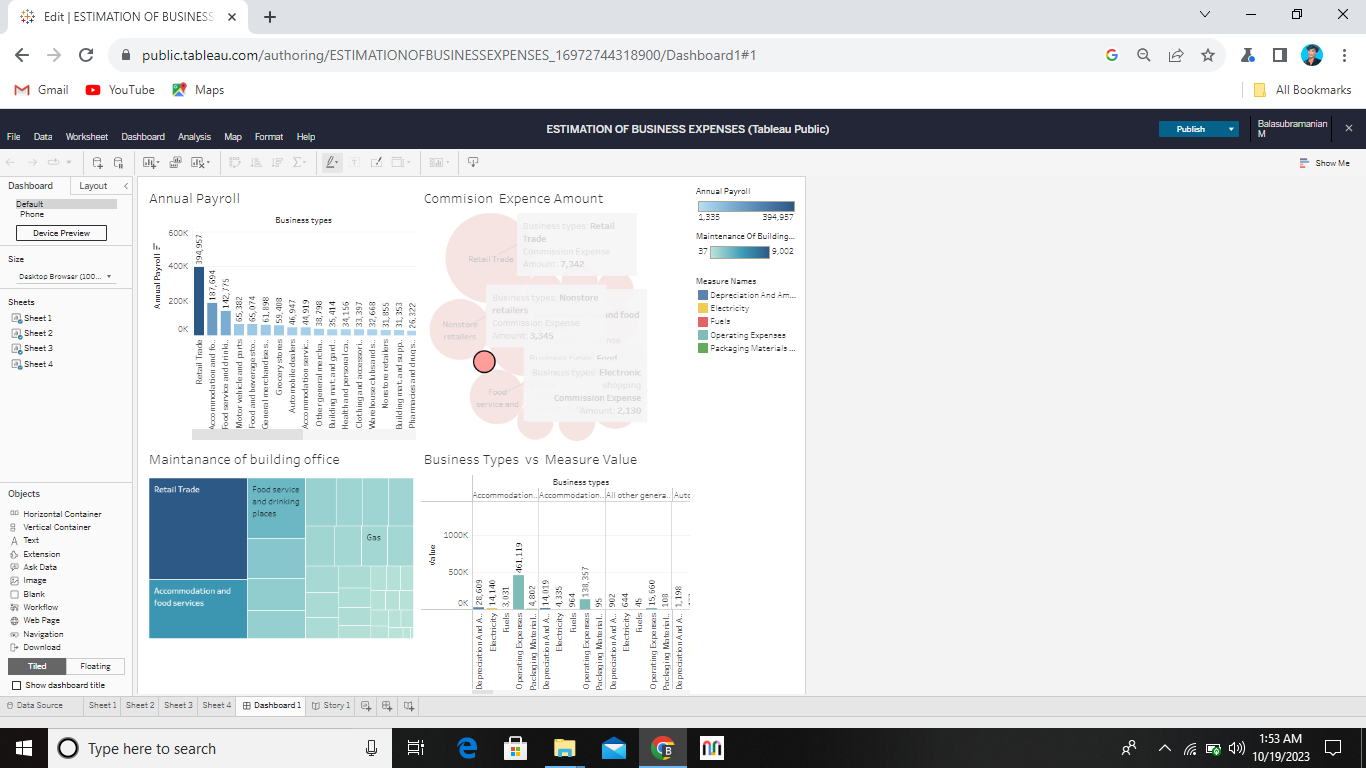 Edit | ESTIMATION OF BUSINESS
public.tableau.com/authoring/ESTIMATIONOFBUSINESSEXPENSES_16972744318900/Dashboard1#1
Gmail YouTube Maps All Bookmarks
ESTIMATION OF BUSINESS EXPENSES (Tableau Public)
Publish
Balasubramanian
M
File Data Worksheet Dashboard Analysis Map Format Help
Show Me
Dashboard Layout
Default
Phone
Device Preview
Size
Desktop Browser (100...
Sheets
Sheet 1
Sheet 2
Sheet 3
Sheet 4
Objects
Horizontal Container
Vertical Container
Text
Extension
Ask Data
Image
Blank
Workflow
Web Page
Navigation
Download
Tiled Floating
Show dashboard title
Annual Payroll
Business types
Annual Payroll
600K
400K
200K
0K
394,957
187,694
142,775
65,382
65,074
61,898
59,408
46,947
44,919
38,798
35,414
34,156
33,397
32,668
31,855
31,353
26,322
Retail Trade
Accommodation and fo..
Food service and drinki..
Motor vehicle and parts
Food and beverage sto..
General merchandise s..
Grocery stores
Automobile dealers
Accommodation servic..
Other general mercha..
Building mat. and gard..
Health and personal ca..
Clothing and accessori..
Warehouse clubs and s..
Nonstore retailers
Building mat. and supp..
Pharmacies and drug s..
Commision Expence Amount
Retail Trade
Business types: Retail
Trade
Commission Expense
Amount: 7,342
Nonstore
retailers
Business types: Nonstore
retailers
Commission Expense
Amount: 3,345
and food
Business types: Food
Food
service and
Business types: Electronic
shopping
Commission Expense
Amount: 2,130
Annual Payroll
1,335 394,957
Maintenance Of Building...
37 9,002
Measure Names
Depreciation And Am...
Electricity
Fuels
Operating Expenses
Packaging Materials ...
Maintanance of building office
Retail Trade
Food service
and drinking
places
Gas
Accommodation and
food services
Business Types vs Measure Value
Business types
Accommodation.. Accommodation.. All other genera.. Auto
Value
1000K
500K
0K
28,609
14,140
3,031
461,119
4,802
14,019
4,335
964
138,357
95
902
644
45
15,660
108
1,198
Depreciation And A..
Electricity
Fuels
Operating Expenses
Packaging Material..
Depreciation And A..
Electricity
Fuels
Operating Expenses
Packaging Material..
Depreciation And A..
Electricity
Fuels
Operating Expenses
Packaging Material..
Depreciation And A..
Data Source Sheet 1 Sheet 2 Sheet 3 Sheet 4 Dashboard 1 Story 1
Type here to search
1:53 AM
10/19/2023